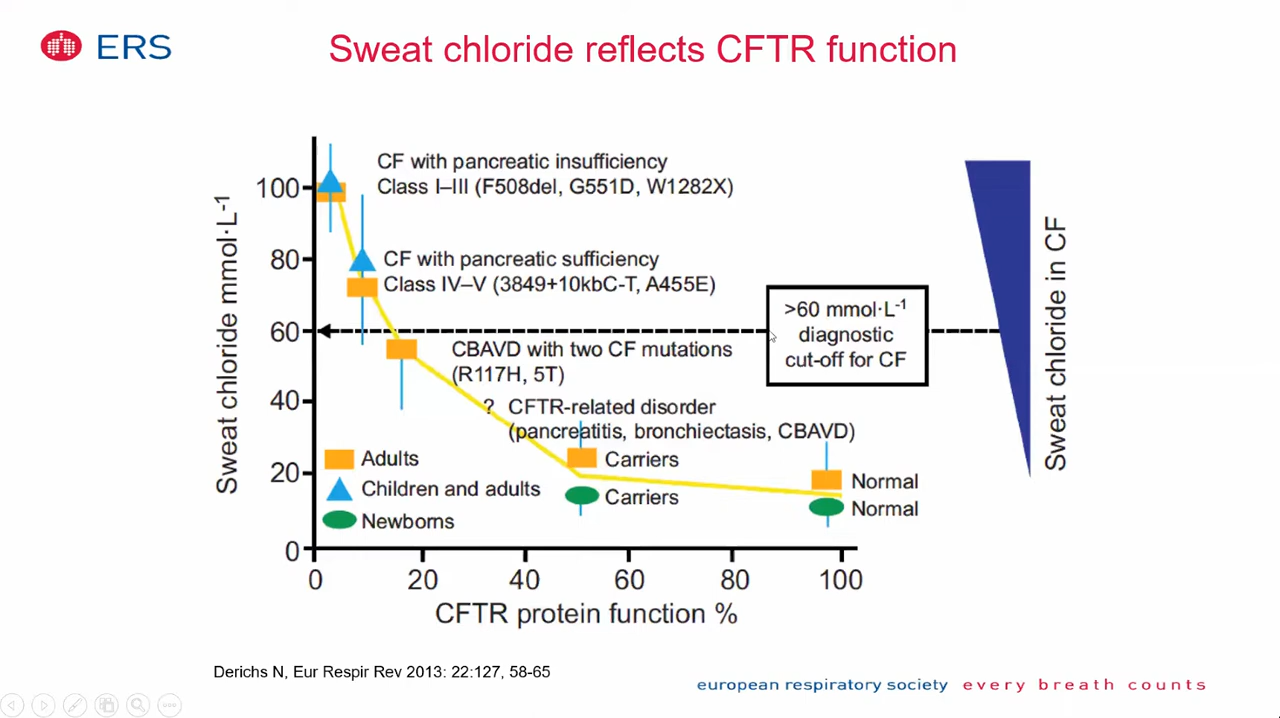 ERS
Sweat chloride reflects CFTR function
Sweat chloride mmol·L⁻¹
100
80
60
40
20
0
CF with pancreatic insufficiency
Class I–III (F508del, G551D, W1282X)
CF with pancreatic sufficiency
Class IV–V (3849+10kbC-T, A455E)
>60 mmol·L⁻¹
diagnostic
cut-off for CF
CBAVD with two CF mutations
(R117H, 5T)
? CFTR-related disorder
(pancreatitis, bronchiectasis, CBAVD)
Adults
Children and adults
Newborns
Carriers
Carriers
Normal
Normal
0 20 40 60 80 100
CFTR protein function %
Sweat chloride in CF
Derichs N, Eur Respir Rev 2013: 22:127, 58-65
european respiratory society every breath counts